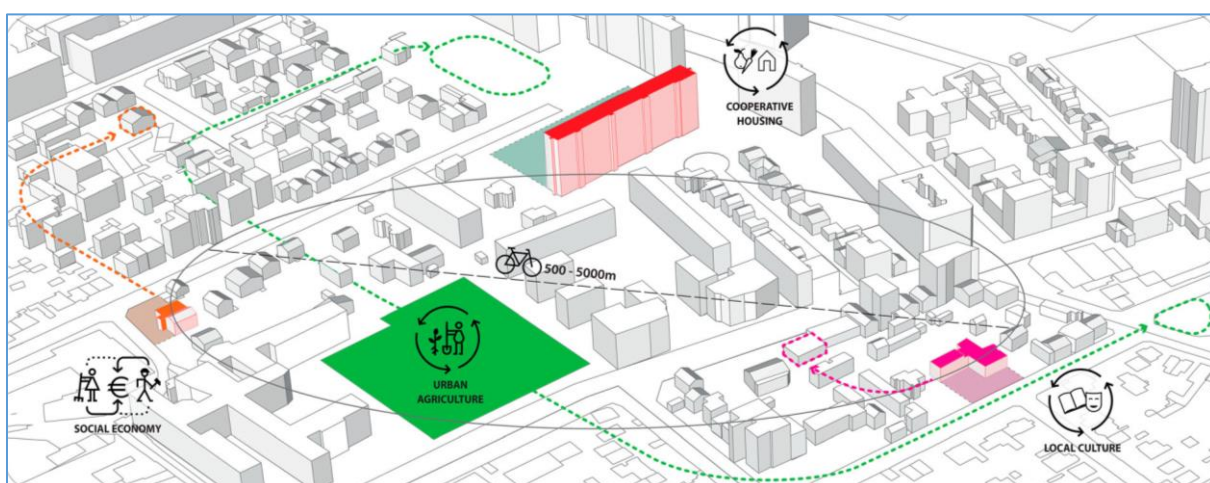 COOPERATIVE
HOUSING
500 - 5000m
URBAN
AGRICULTURE
€
SOCIAL ECONOMY
LOCAL CULTURE